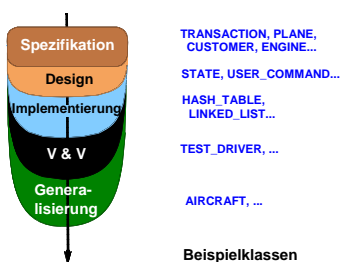 Spezifikation
TRANSACTION, PLANE,
CUSTOMER, ENGINE...
Design
STATE, USER_COMMAND...
Implementierung
HASH_TABLE,
LINKED_LIST...
V & V
TEST_DRIVER, ...
Genera-
lisierung
AIRCRAFT, ...
Beispielklassen